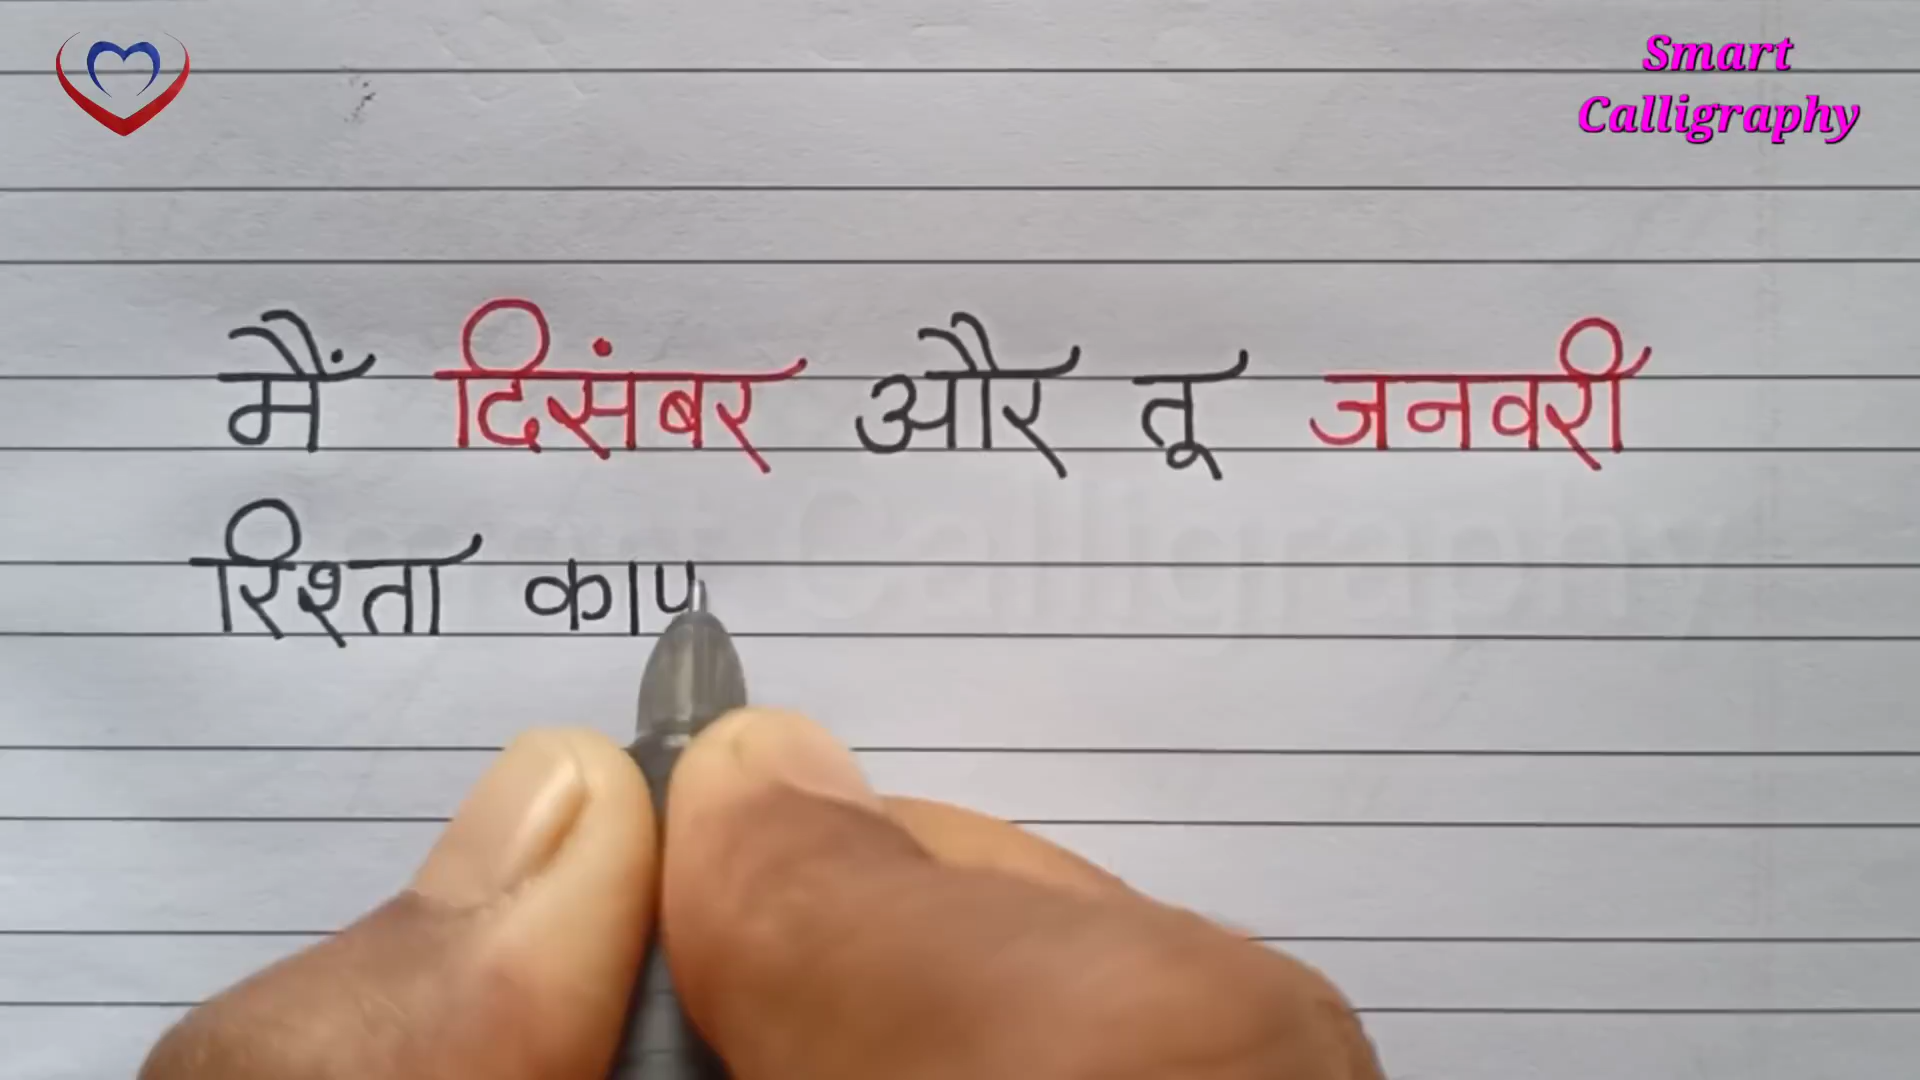 Smart
Calligraphy
मैं दिसंबर और तू जनवरी
रिश्ता